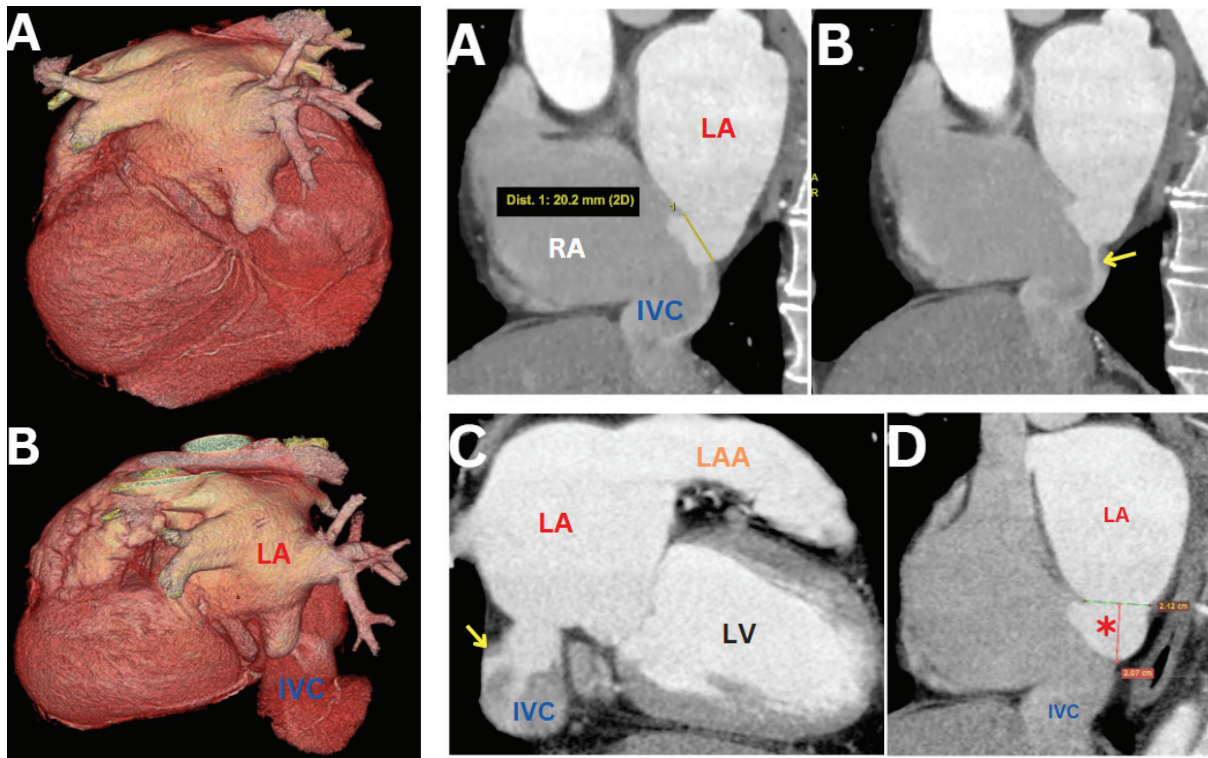 A
B
LA
IVC
A
LA
Dist. 1: 20.2 mm (2D)
RA
IVC
B
A
R
C
LAA
LA
LV
IVC
D
LA
2.12 cm
*
2.07 cm
IVC